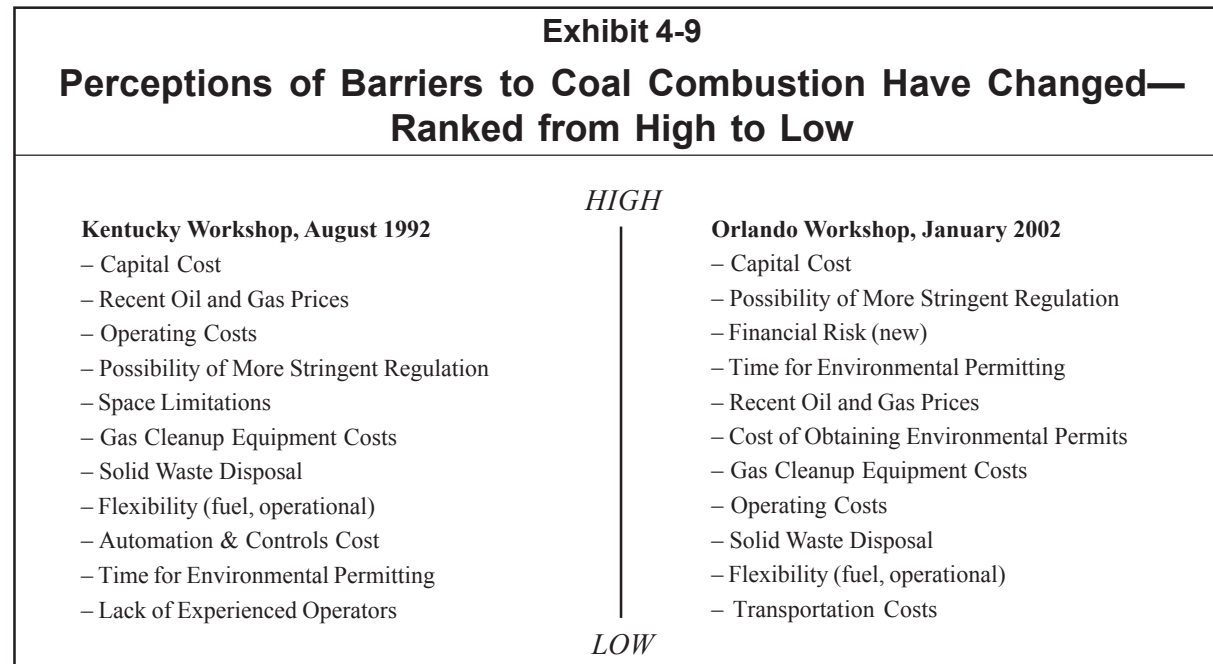 Exhibit 4-9
Perceptions of Barriers to Coal Combustion Have Changed—
Ranked from High to Low
HIGH
Kentucky Workshop, August 1992
– Capital Cost
– Recent Oil and Gas Prices
– Operating Costs
– Possibility of More Stringent Regulation
– Space Limitations
– Gas Cleanup Equipment Costs
– Solid Waste Disposal
– Flexibility (fuel, operational)
– Automation & Controls Cost
– Time for Environmental Permitting
– Lack of Experienced Operators
Orlando Workshop, January 2002
– Capital Cost
– Possibility of More Stringent Regulation
– Financial Risk (new)
– Time for Environmental Permitting
– Recent Oil and Gas Prices
– Cost of Obtaining Environmental Permits
– Gas Cleanup Equipment Costs
– Operating Costs
– Solid Waste Disposal
– Flexibility (fuel, operational)
– Transportation Costs
LOW